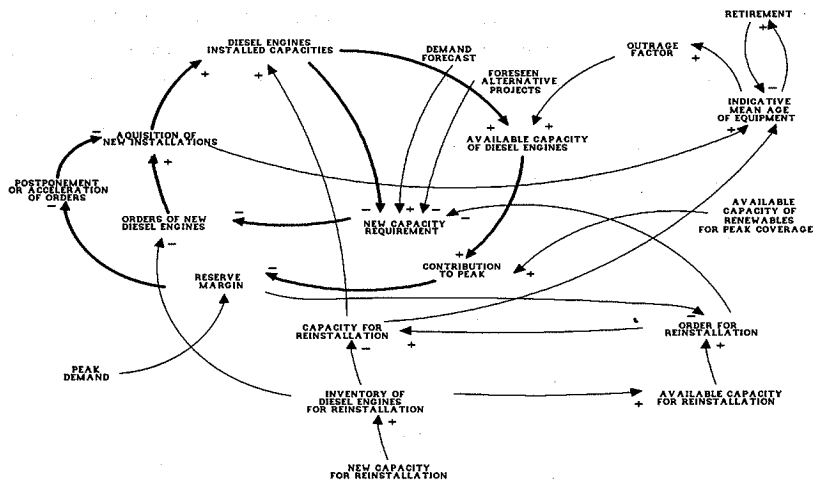 RETIREMENT
+
DIESEL ENGINES
INSTALLED CAPACITIES
DEMAND
FORECAST
OUTRAGE
FACTOR
+
+
+
FORESEEN
ALTERNATIVE
PROJECTS
−
INDICATIVE
MEAN AGE
OF EQUIPMENT
+
−
AQUISITION OF
NEW INSTALLATIONS
+
+
+
AVAILABLE CAPACITY
OF DIESEL ENGINES
POSTPONEMENT
OR ACCELERATION
OF ORDERS
−
ORDERS OF NEW
DIESEL ENGINES
−
−
−
+
−
−
NEW CAPACITY
REQUIREMENT
AVAILABLE
CAPACITY OF
RENEWABLES
FOR PEAK COVERAGE
+
CONTRIBUTION
TO PEAK
+
−
RESERVE
MARGIN
CAPACITY FOR
REINSTALLATION
−
+
−
ORDER FOR
REINSTALLATION
+
PEAK
DEMAND
INVENTORY OF
DIESEL ENGINES
FOR REINSTALLATION
+
+
AVAILABLE CAPACITY
FOR REINSTALLATION
NEW CAPACITY
FOR REINSTALLATION